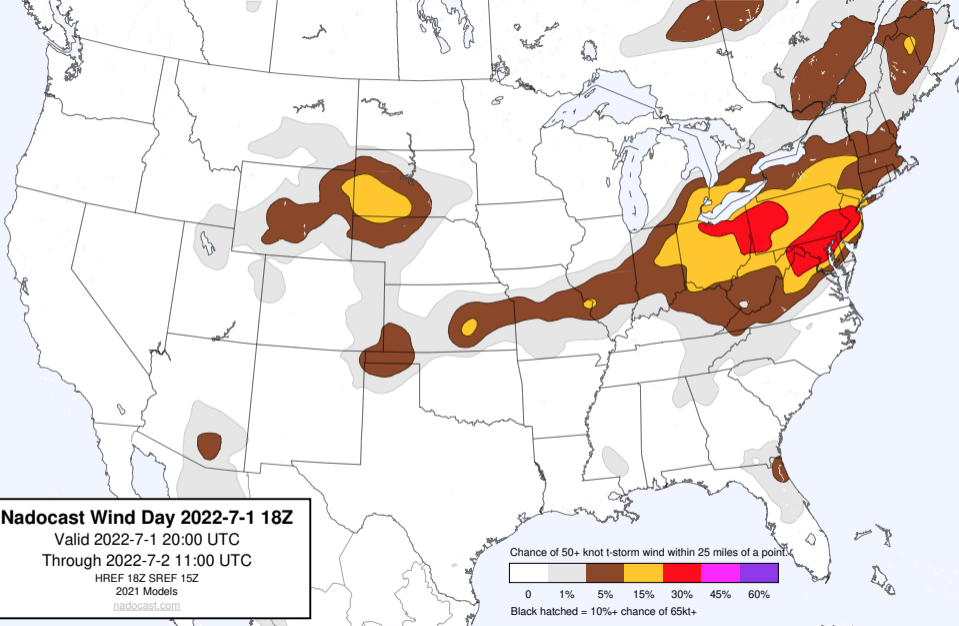 Nadocast Wind Day 2022-7-1 18Z
Valid 2022-7-1 20:00 UTC
Through 2022-7-2 11:00 UTC
HREF 18Z SREF 15Z
2021 Models
nadocast.com
Chance of 50+ knot t-storm wind within 25 miles of a point.
0 1% 5% 15% 30% 45% 60%
Black hatched = 10%+ chance of 65kt+